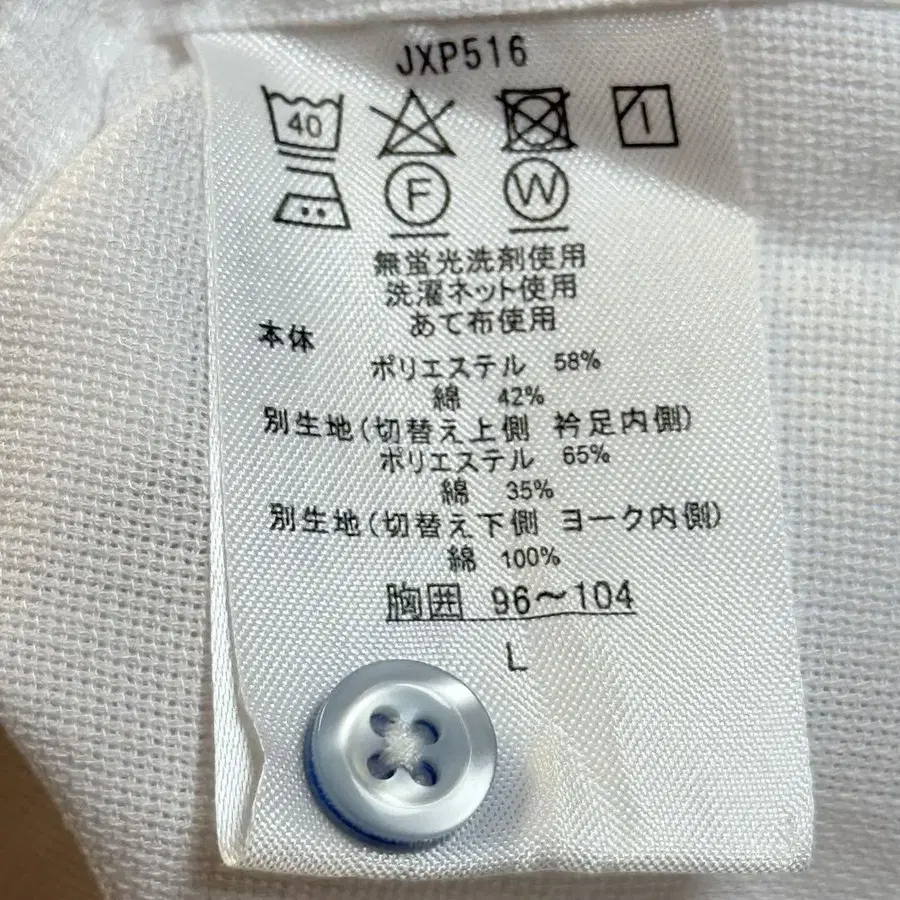 JXP516
40
F W
無蛍光洗剤使用
洗濯ネット使用
あて布使用
本体
ポリエステル 58%
綿 42%
別生地(切替え上側 衿足内側)
ポリエステル 65%
綿 35%
別生地(切替え下側 ヨーク内側)
綿 100%
胸囲 96～104
L